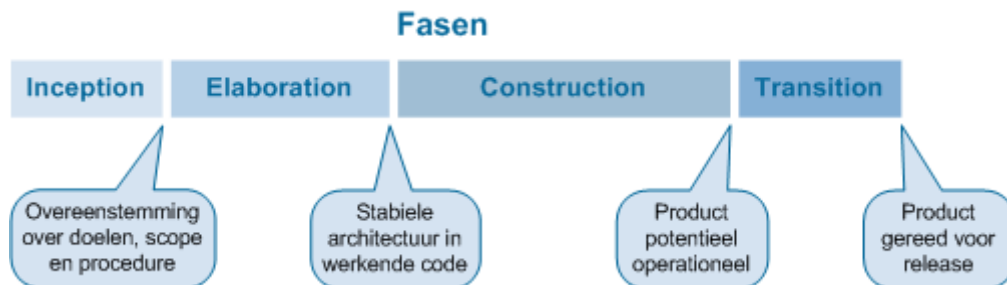 Fasen
Inception
Elaboration
Construction
Transition
Overeenstemming
over doelen, scope
en procedure
Stabiele
architectuur in
werkende code
Product
potentieel
operationeel
Product
gereed voor
release